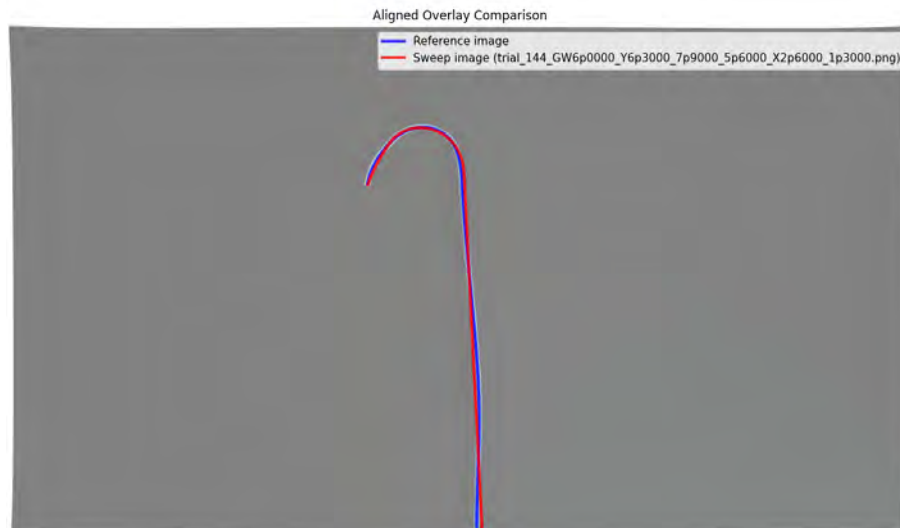 Aligned Overlay Comparison
Reference image
Sweep image (trial_144_GW6p0000_Y6p3000_7p9000_5p6000_X2p6000_1p3000.png)